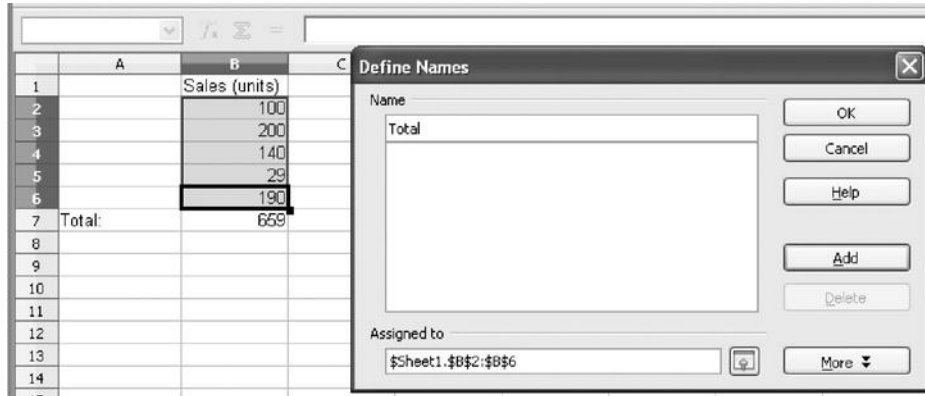 fx Σ =
A B C
1 Sales (units)
2 100
3 200
4 140
5 29
6 190
7 Total: 659
8
9
10
11
12
13
14
Define Names
Name
Total
OK
Cancel
Help
Add
Delete
Assigned to
$Sheet1.$B$2:$B$6
More